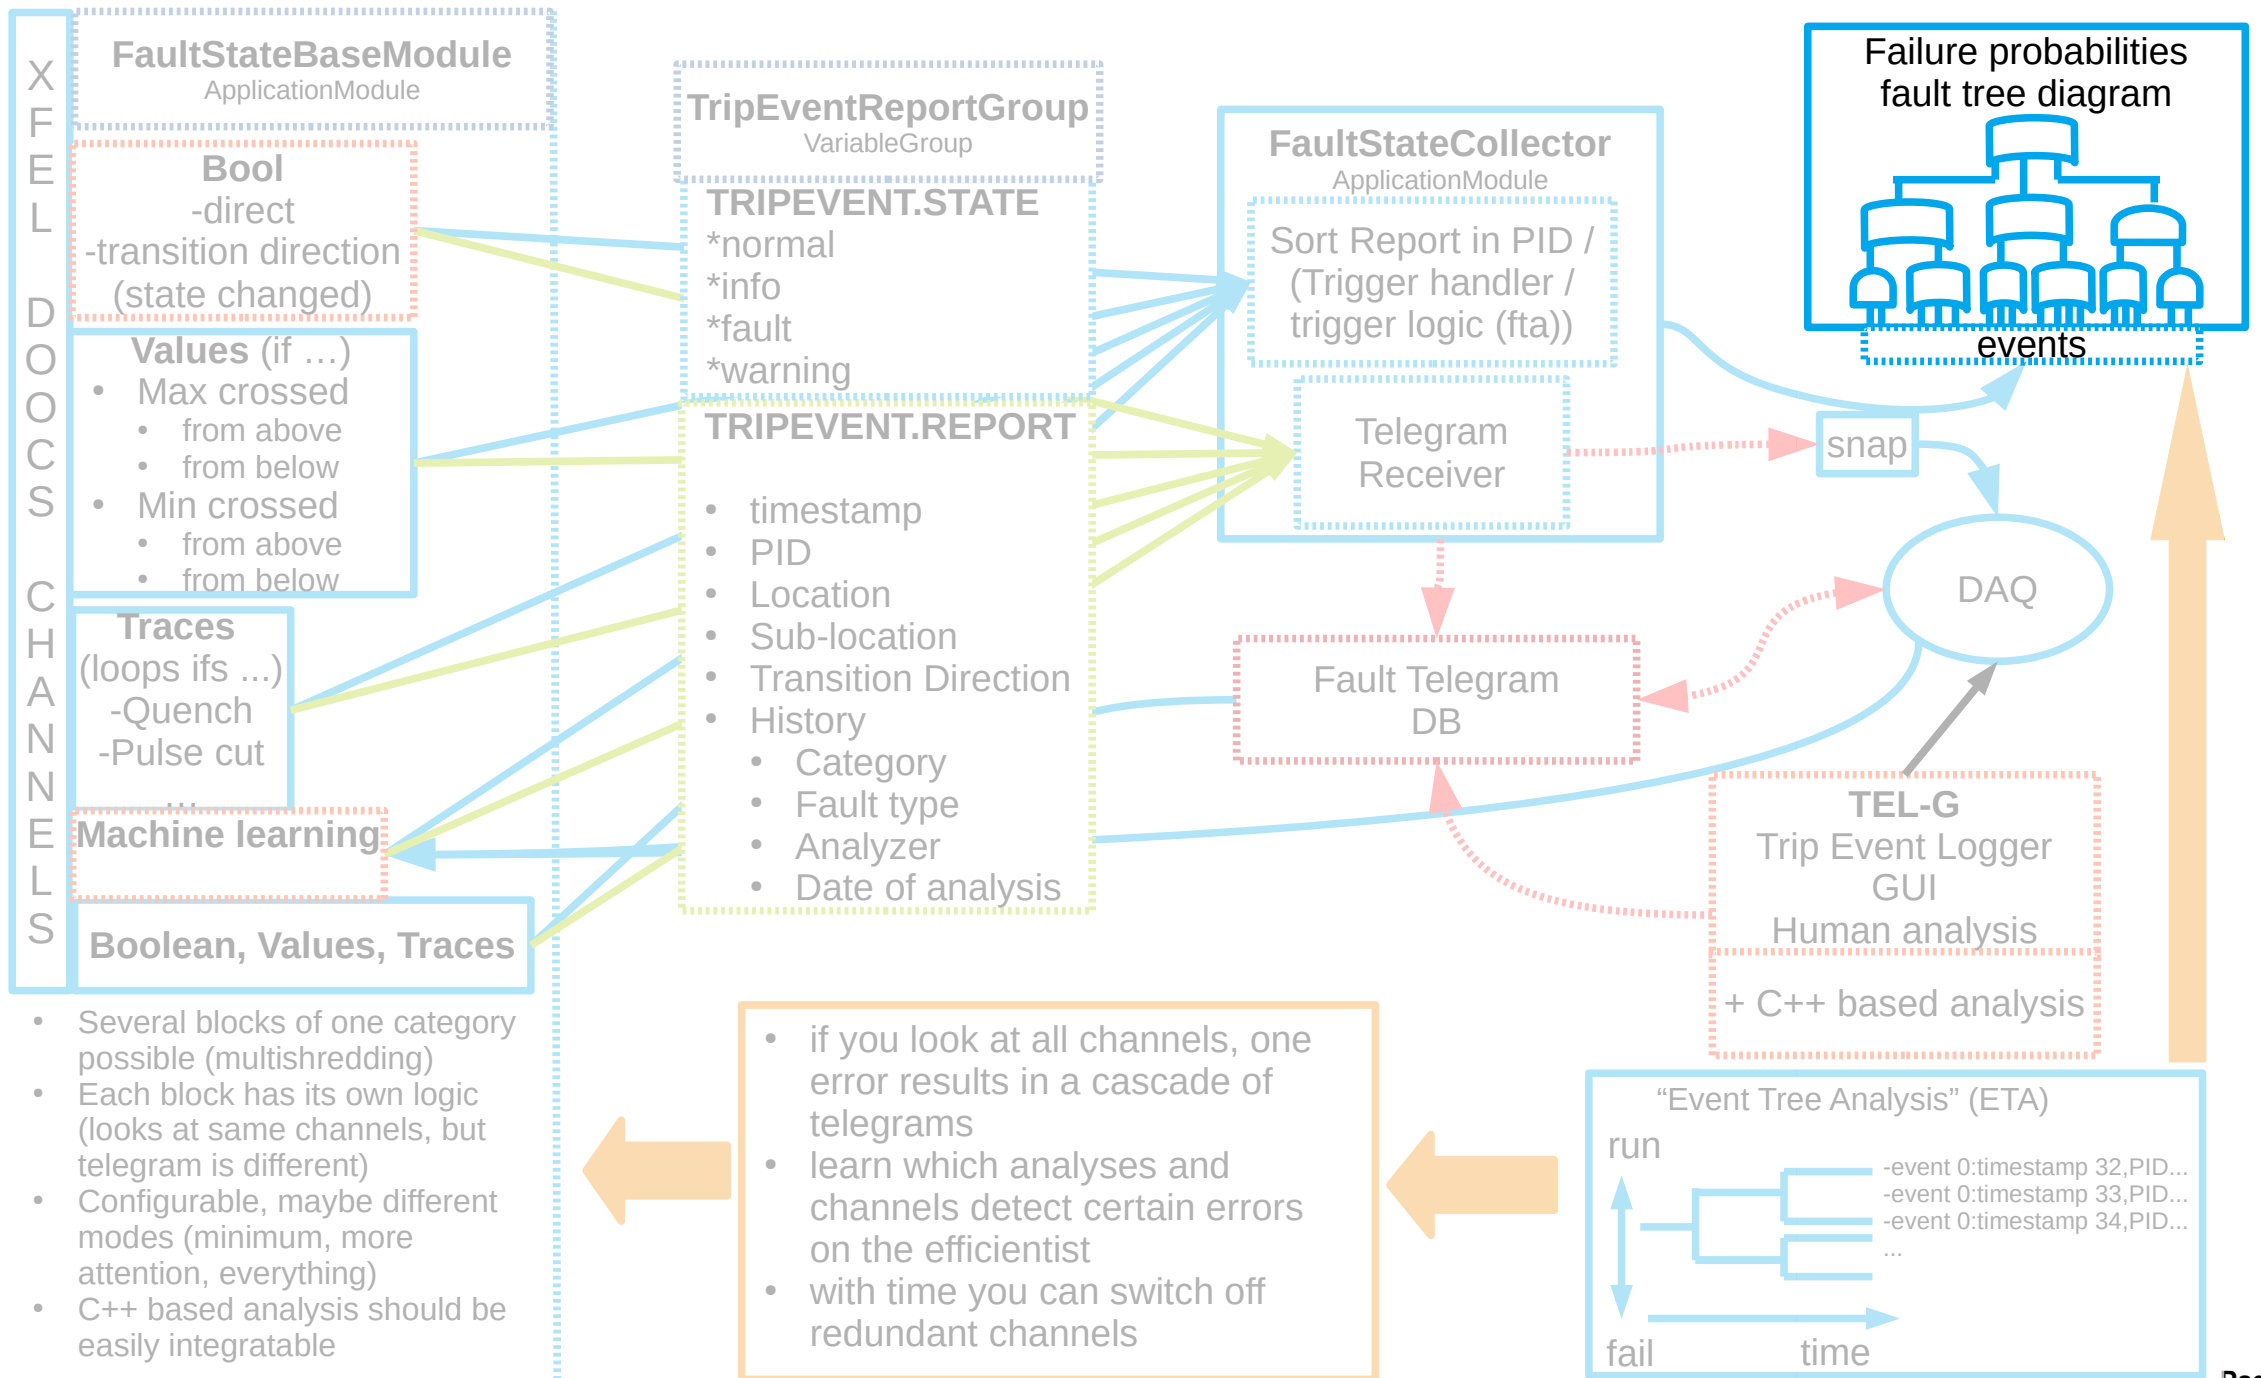 XFEL DOOCS CHANNELS
FaultStateBaseModule
ApplicationModule
Bool
-direct
-transition direction
(state changed)
Values (if …)
• Max crossed
• from above
• from below
• Min crossed
• from above
• from below
Traces
(loops ifs ...)
-Quench
-Pulse cut
...
Machine learning
Boolean, Values, Traces
• Several blocks of one category
possible (multishredding)
• Each block has its own logic
(looks at same channels, but
telegram is different)
• Configurable, maybe different
modes (minimum, more
attention, everything)
• C++ based analysis should be
easily integratable
TripEventReportGroup
VariableGroup
TRIPEVENT.STATE
*normal
*info
*fault
*warning
TRIPEVENT.REPORT
• timestamp
• PID
• Location
• Sub-location
• Transition Direction
• History
• Category
• Fault type
• Analyzer
• Date of analysis
FaultStateCollector
ApplicationModule
Sort Report in PID /
(Trigger handler /
trigger logic (fta))
Telegram
Receiver
Fault Telegram
DB
Failure probabilities
fault tree diagram
events
snap
DAQ
TEL-G
Trip Event Logger
GUI
Human analysis
+ C++ based analysis
• if you look at all channels, one
error results in a cascade of
telegrams
• learn which analyses and
channels detect certain errors
on the efficientist
• with time you can switch off
redundant channels
“Event Tree Analysis” (ETA)
run
-event 0:timestamp 32,PID...
-event 0:timestamp 33,PID...
-event 0:timestamp 34,PID...
...
fail
time